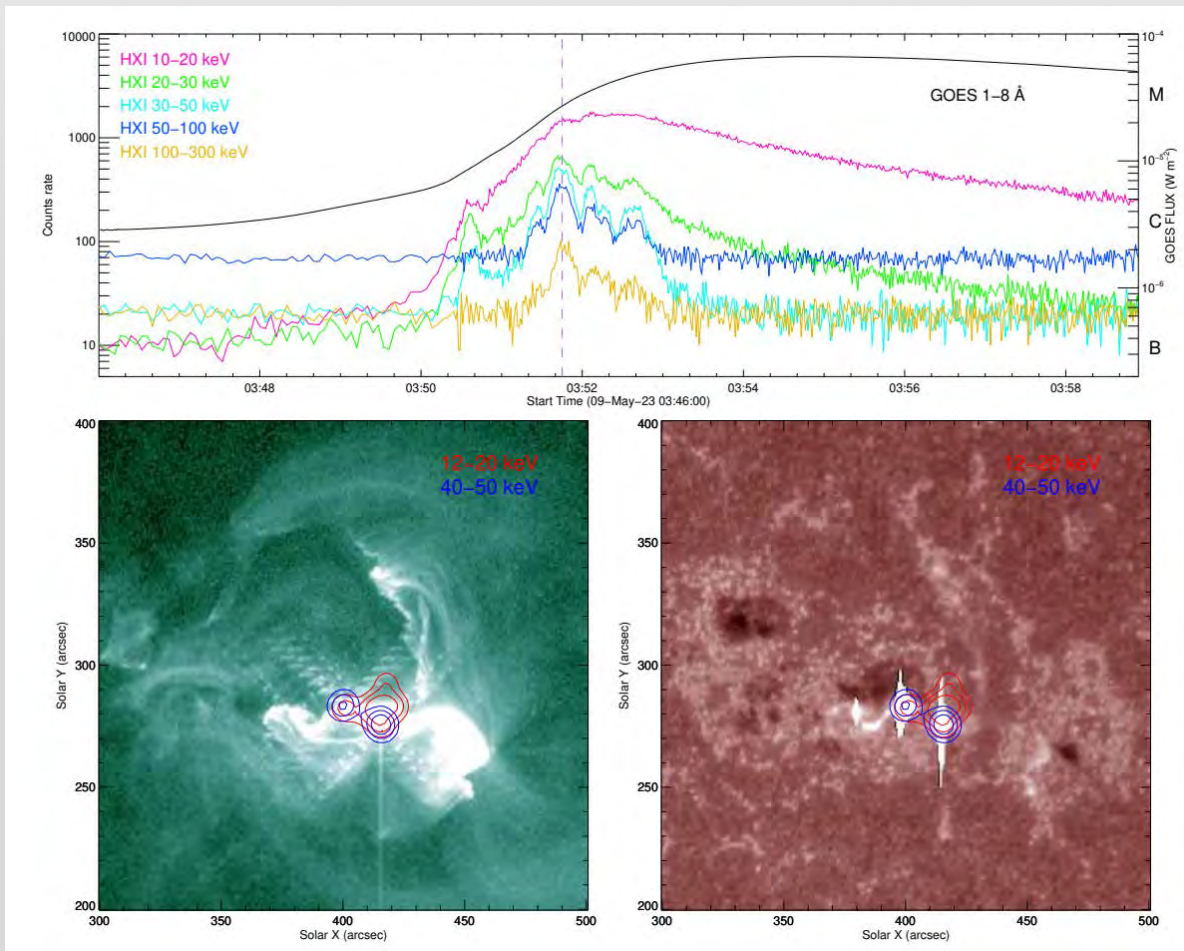 HXI 10−20 keV
HXI 20−30 keV
HXI 30−50 keV
HXI 50−100 keV
HXI 100−300 keV
GOES 1−8 Å
10000
1000
100
10
Counts rate
10⁻⁴
10⁻⁵
10⁻⁶
M
C
B
GOES FLUX (W m⁻²)
03:48
03:50
03:52
03:54
03:56
03:58
Start Time (09−May−23 03:46:00)
12−20 keV
40−50 keV
400
350
300
250
200
Solar Y (arcsec)
300
350
400
450
500
Solar X (arcsec)
12−20 keV
40−50 keV
400
350
300
250
200
Solar Y (arcsec)
300
350
400
450
500
Solar X (arcsec)